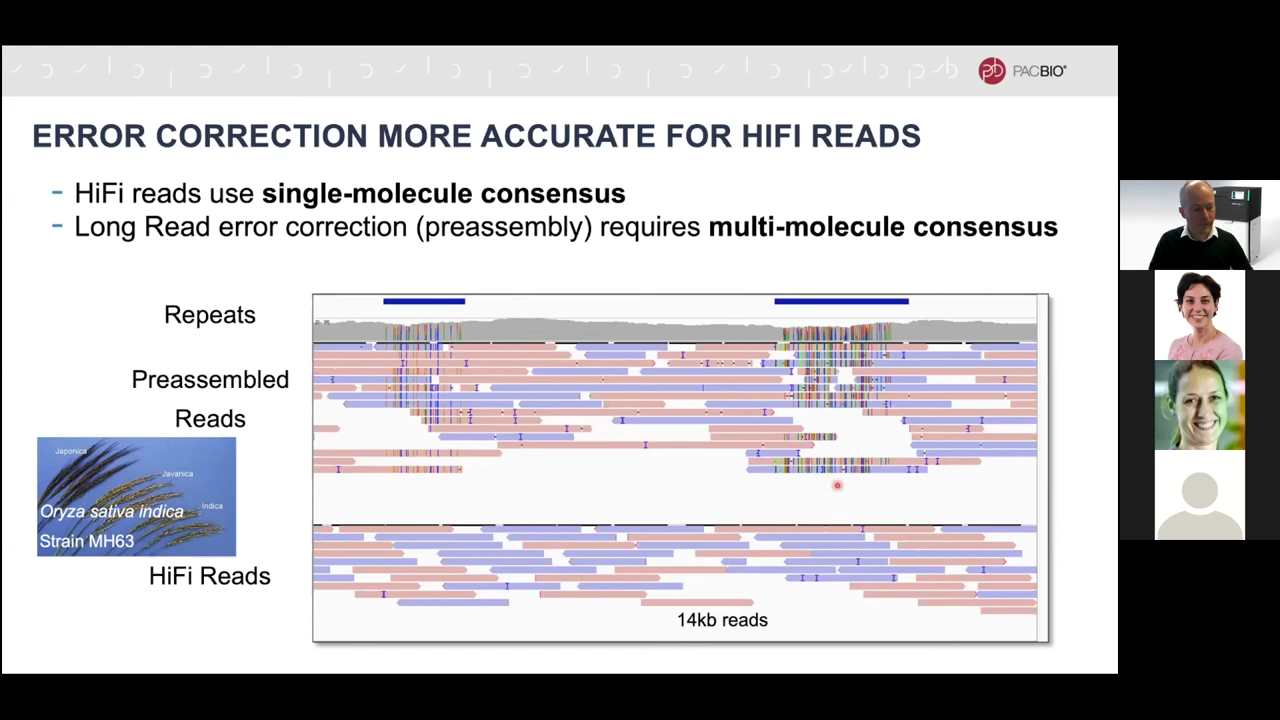 PACBIO®
ERROR CORRECTION MORE ACCURATE FOR HIFI READS
- HiFi reads use single-molecule consensus
- Long Read error correction (preassembly) requires multi-molecule consensus
Repeats
Preassembled
Reads
Japonica
Javanica
Indica
Oryza sativa indica
Strain MH63
HiFi Reads
14kb reads